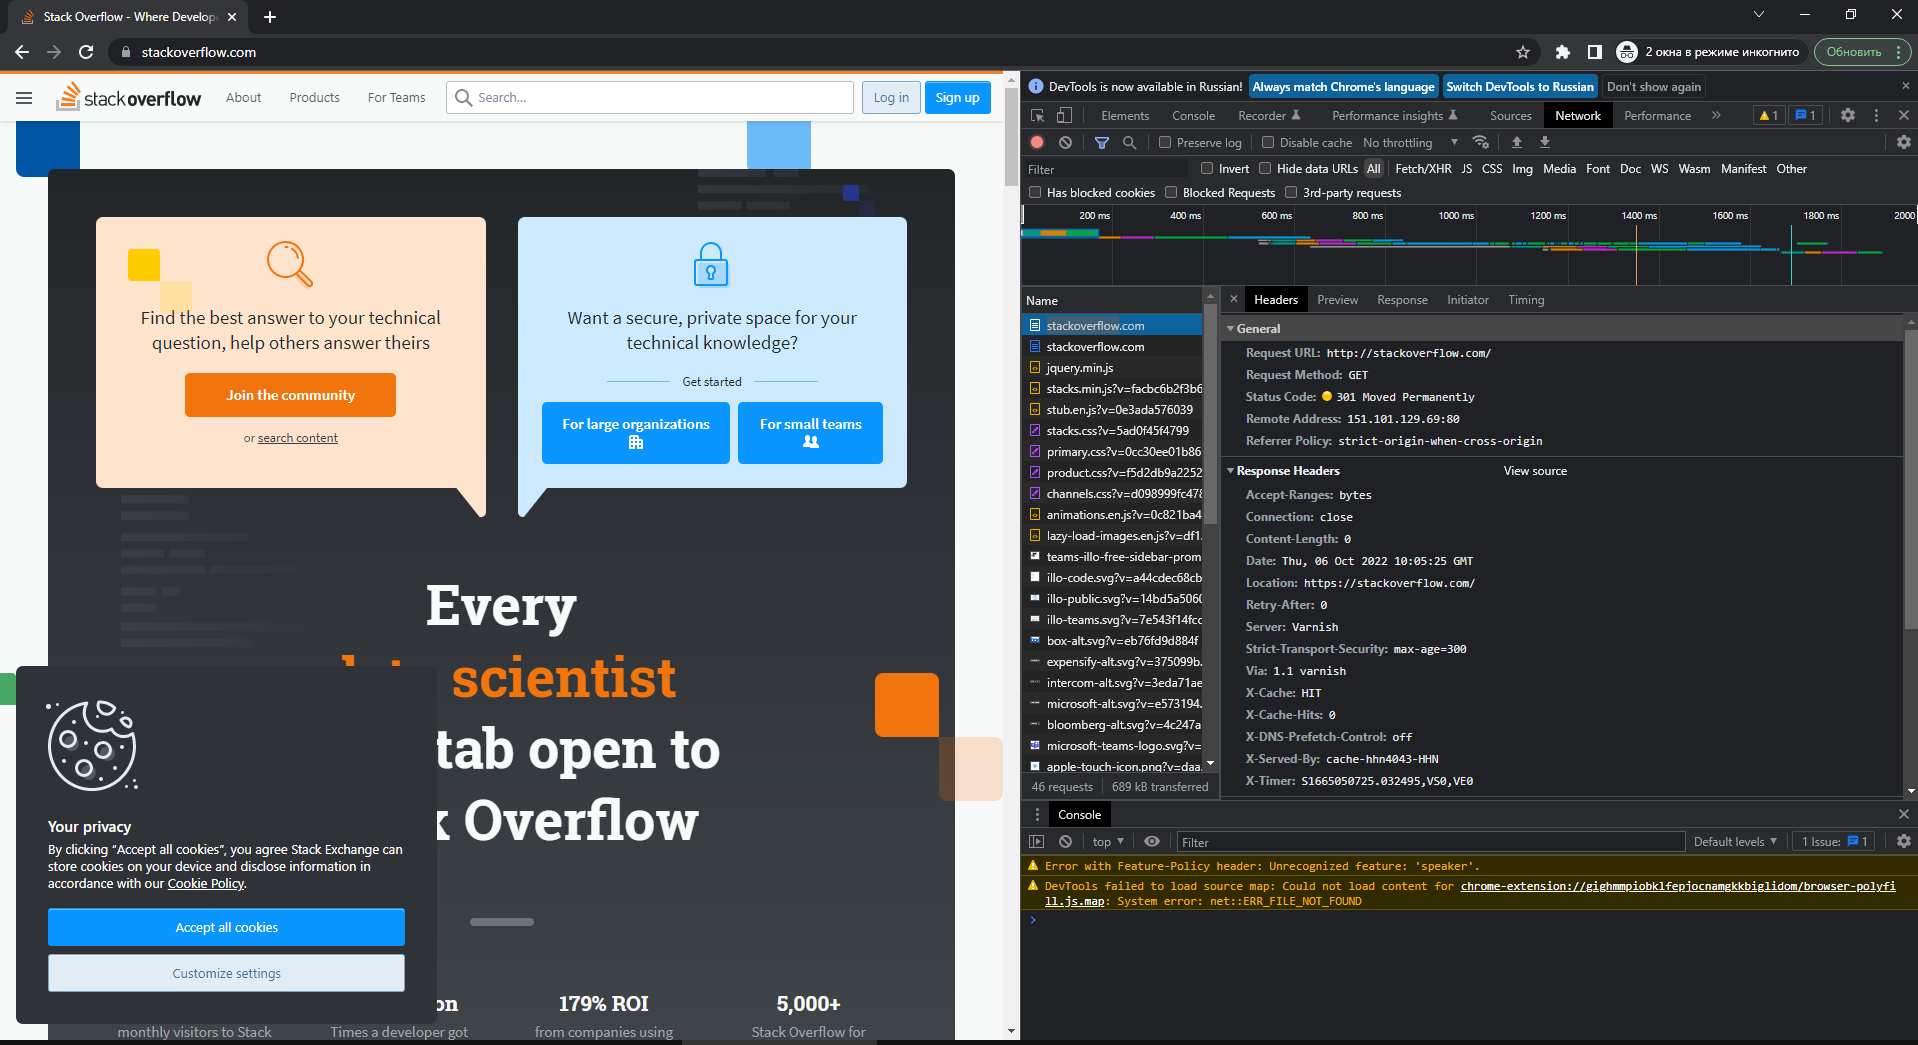 Stack Overflow - Where Develop
stackoverflow.com
2 окна в режиме инкогнито
Обновить
stackoverflow
About
Products
For Teams
Search...
Log in
Sign up
Find the best answer to your technical
question, help others answer theirs
Join the community
or search content
Want a secure, private space for your
technical knowledge?
Get started
For large organizations
For small teams
Every
scientist
tab open to
k Overflow
Your privacy
By clicking “Accept all cookies”, you agree Stack Exchange can
store cookies on your device and disclose information in
accordance with our Cookie Policy.
Accept all cookies
Customize settings
on
179% ROI
5,000+
monthly visitors to Stack
Times a developer got
from companies using
Stack Overflow for
DevTools is now available in Russian!
Always match Chrome's language
Switch DevTools to Russian
Don't show again
Elements
Console
Recorder
Performance insights
Sources
Network
Performance
1
1
Preserve log
Disable cache
No throttling
Filter
Invert
Hide data URLs
All
Fetch/XHR
JS
CSS
Img
Media
Font
Doc
WS
Wasm
Manifest
Other
Has blocked cookies
Blocked Requests
3rd-party requests
200 ms
400 ms
600 ms
800 ms
1000 ms
1200 ms
1400 ms
1600 ms
1800 ms
2000
Name
stackoverflow.com
stackoverflow.com
jquery.min.js
stacks.min.js?v=facbc6b2f3b6
stub.en.js?v=0e3ada576039
stacks.css?v=5ad0f45f4799
primary.css?v=0cc30ee01b86
product.css?v=f5d2db9a2252
channels.css?v=d098999fc478
animations.en.js?v=0c821ba4
lazy-load-images.en.js?v=df1
teams-illo-free-sidebar-prom
illo-code.svg?v=a44cdec68cb
illo-public.svg?v=14bd5a5060
illo-teams.svg?v=7e543f14fcc
box-alt.svg?v=eb76fd9d884f
expensify-alt.svg?v=375099b.
intercom-alt.svg?v=3eda71ae
microsoft-alt.svg?v=e573194.
bloomberg-alt.svg?v=4c247a
microsoft-teams-logo.svg?v=
apple-touch-icon.png?v=daa
46 requests
689 kB transferred
Headers
Preview
Response
Initiator
Timing
General
Request URL: http://stackoverflow.com/
Request Method: GET
Status Code: 301 Moved Permanently
Remote Address: 151.101.129.69:80
Referrer Policy: strict-origin-when-cross-origin
Response Headers
View source
Accept-Ranges: bytes
Connection: close
Content-Length: 0
Date: Thu, 06 Oct 2022 10:05:25 GMT
Location: https://stackoverflow.com/
Retry-After: 0
Server: Varnish
Strict-Transport-Security: max-age=300
Via: 1.1 varnish
X-Cache: HIT
X-Cache-Hits: 0
X-DNS-Prefetch-Control: off
X-Served-By: cache-hhn4043-HHN
X-Timer: S1665050725.032495,VS0,VE0
Console
top
Filter
Default levels
1 Issue: 1
Error with Feature-Policy header: Unrecognized feature: 'speaker'.
DevTools failed to load source map: Could not load content for chrome-extension://gighmmpiobklfepjocnamgkkbiglidom/browser-polyfi
ll.js.map: System error: net::ERR_FILE_NOT_FOUND